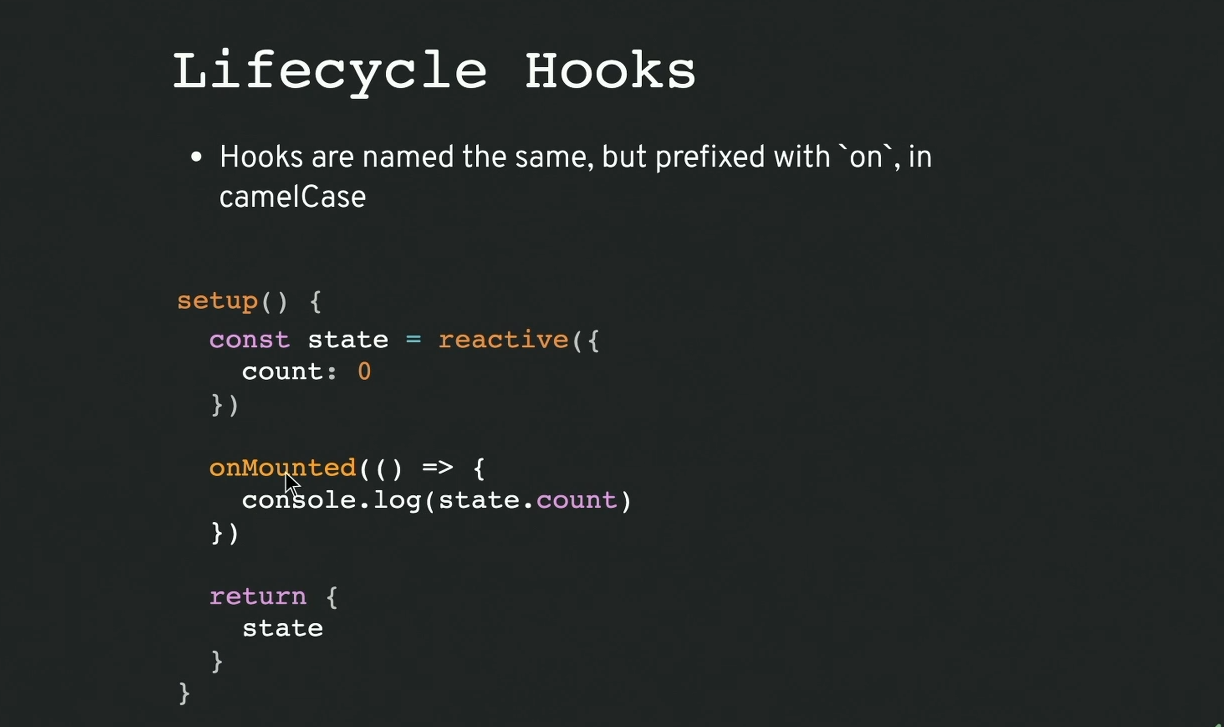 Lifecycle Hooks
• Hooks are named the same, but prefixed with `on`, in
camelCase
setup() {
  const state = reactive({
    count: 0
  })
  onMounted(() => {
    console.log(state.count)
  })
  return {
    state
  }
}